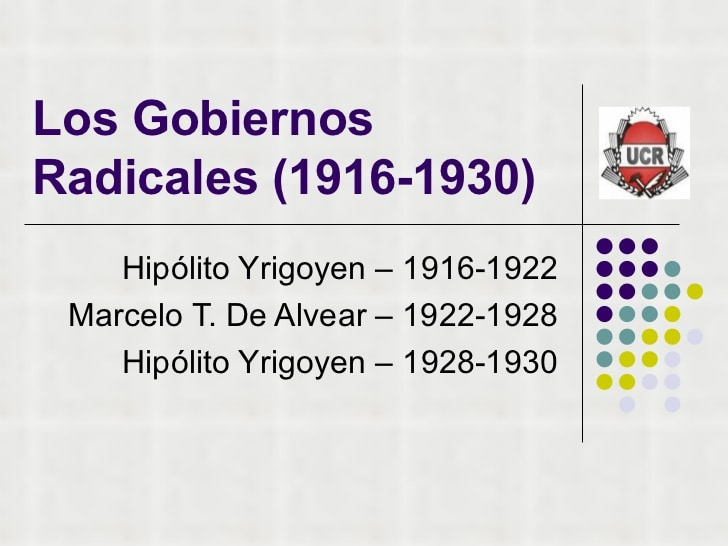 Los Gobiernos
Radicales (1916-1930)
UCR
Hipólito Yrigoyen – 1916-1922
Marcelo T. De Alvear – 1922-1928
Hipólito Yrigoyen – 1928-1930